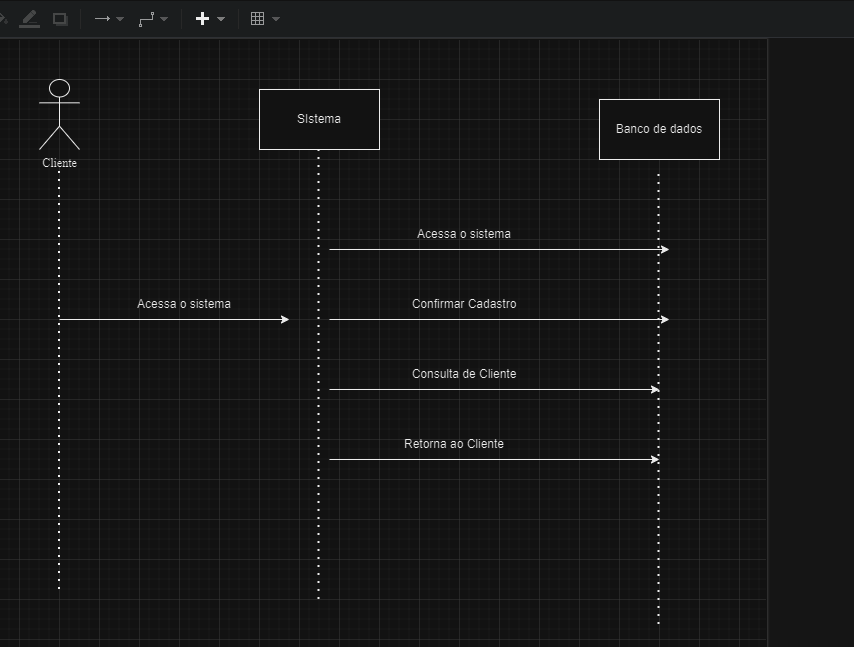 SIstema
Banco de dados
Cliente
Acessa o sistema
Acessa o sistema
Confirmar Cadastro
Consulta de Cliente
Retorna ao Cliente